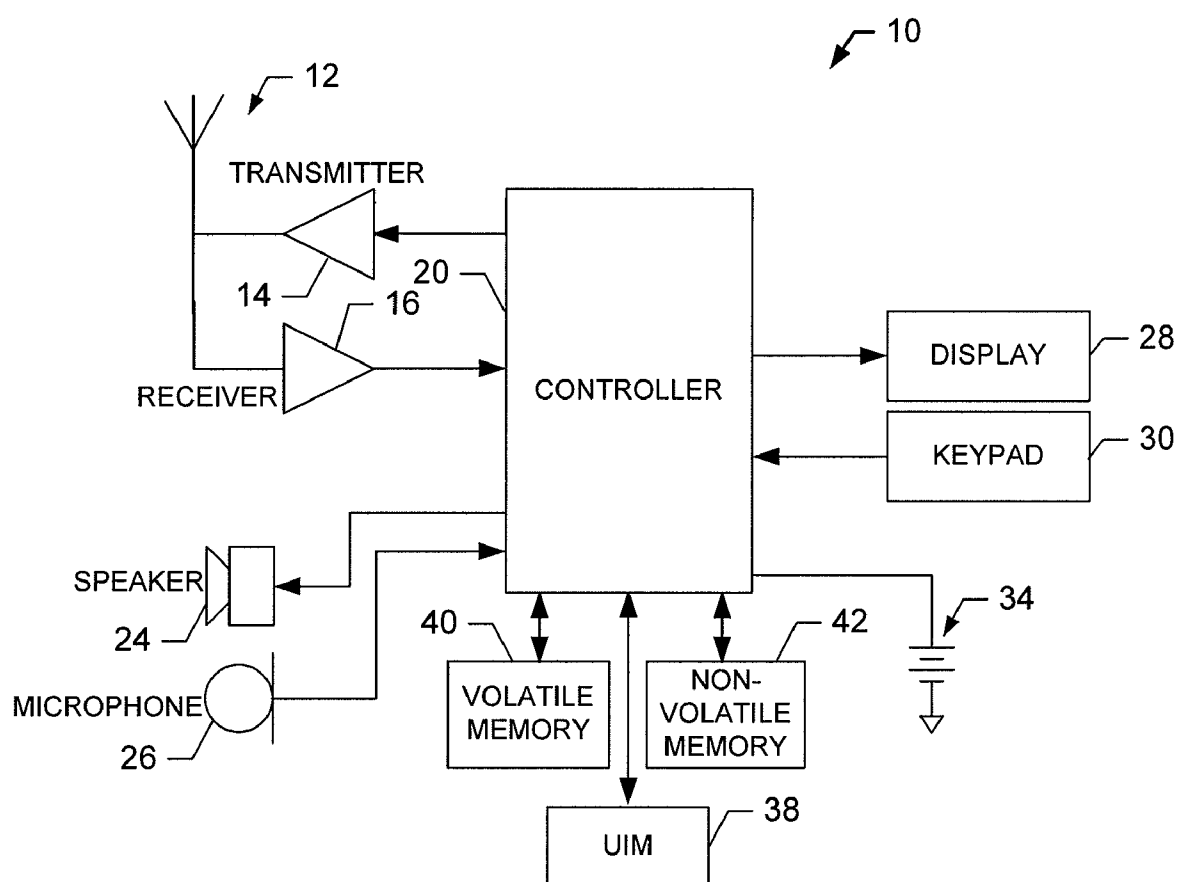 10
12
TRANSMITTER
14
20
16
RECEIVER
CONTROLLER
DISPLAY
28
KEYPAD
30
SPEAKER
24
MICROPHONE
26
40
VOLATILE
MEMORY
42
NON-
VOLATILE
MEMORY
34
UIM
38